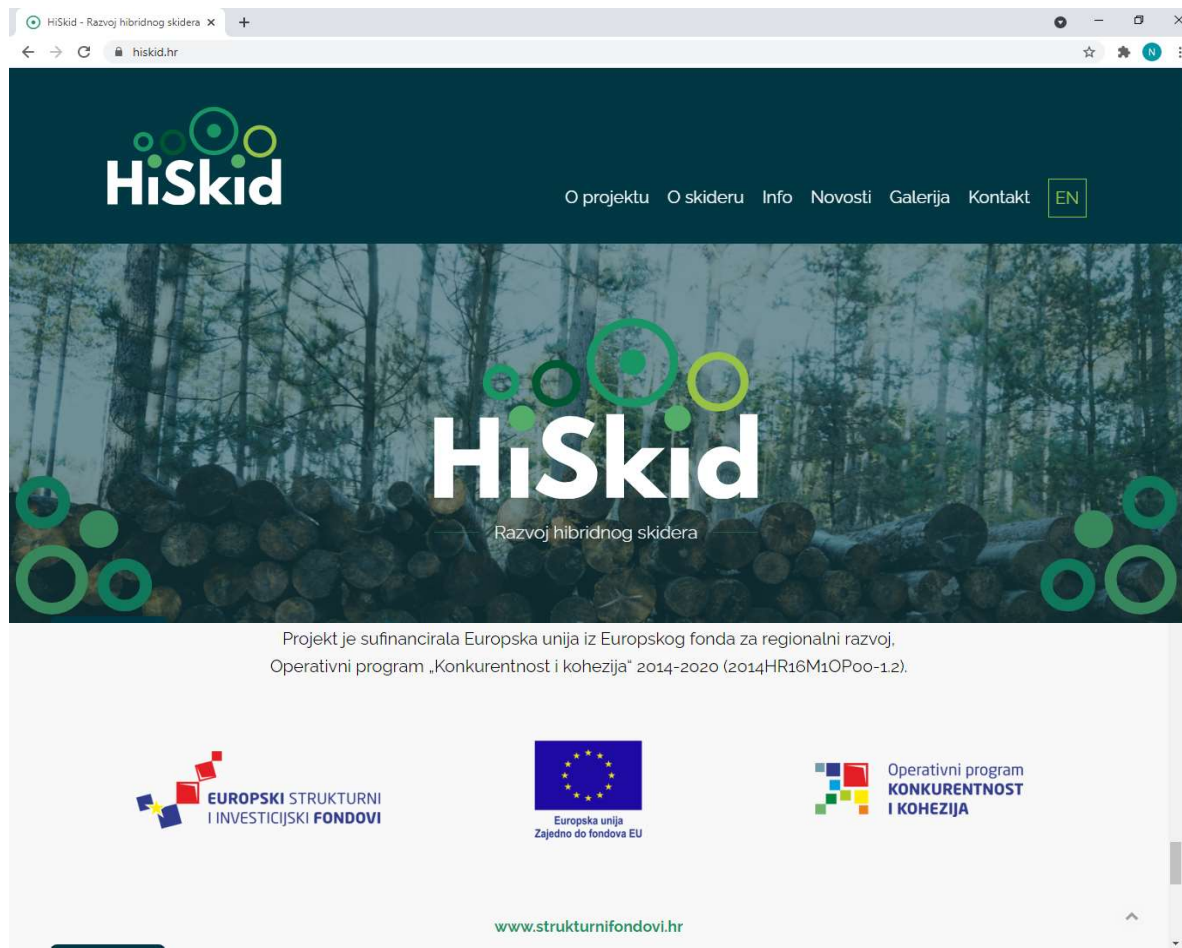 HiSkid - Razvoj hibridnog skidera
hiskid.hr
N
HiSkid
O projektu O skideru Info Novosti Galerija Kontakt EN
HiSkid
Razvoj hibridnog skidera
Projekt je sufinancirala Europska unija iz Europskog fonda za regionalni razvoj,
Operativni program „Konkurentnost i kohezija“ 2014-2020 (2014HR16M1OP00-1.2).
EUROPSKI STRUKTURNI
I INVESTICIJSKI FONDOVI
Europska unija
Zajedno do fondova EU
Operativni program
KONKURENTNOST
I KOHEZIJA
www.strukturnifondovi.hr